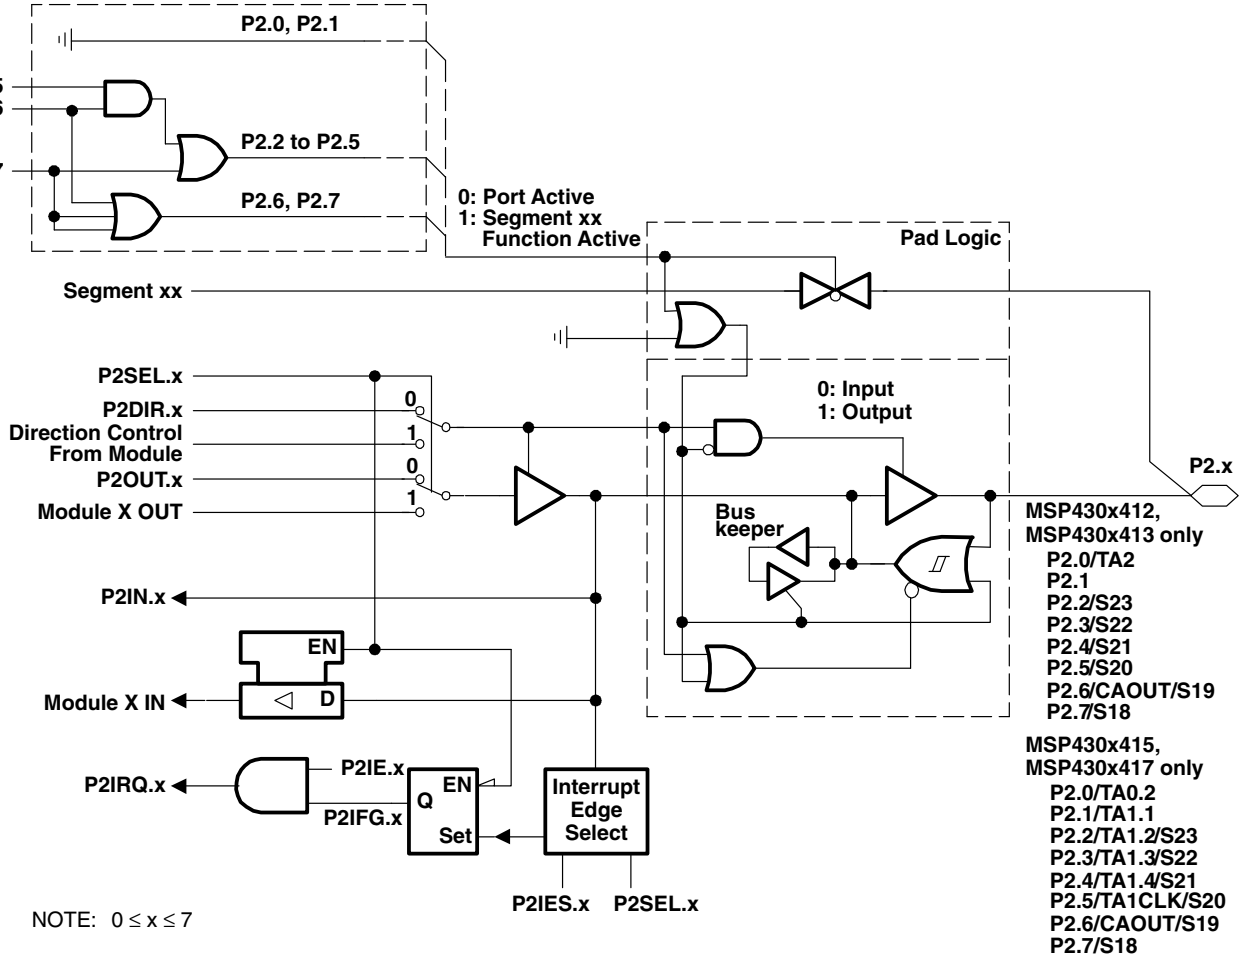 P2.0, P2.1
5
6
P2.2 to P2.5
7
P2.6, P2.7
0: Port Active
1: Segment xx
Function Active
Pad Logic
Segment xx
P2SEL.x
P2DIR.x
0
Direction Control
From Module
1
P2OUT.x
0
Module X OUT
1
0: Input
1: Output
P2.x
Bus
keeper
MSP430x412,
MSP430x413 only
P2.0/TA2
P2.1
P2.2/S23
P2.3/S22
P2.4/S21
P2.5/S20
P2.6/CAOUT/S19
P2.7/S18
P2IN.x
EN
Module X IN
D
MSP430x415,
MSP430x417 only
P2.0/TA0.2
P2.1/TA1.1
P2.2/TA1.2/S23
P2.3/TA1.3/S22
P2.4/TA1.4/S21
P2.5/TA1CLK/S20
P2.6/CAOUT/S19
P2.7/S18
P2IRQ.x
P2IE.x
P2IFG.x
EN
Q
Set
Interrupt
Edge
Select
P2IES.x
P2SEL.x
NOTE: 0 ≤ x ≤ 7